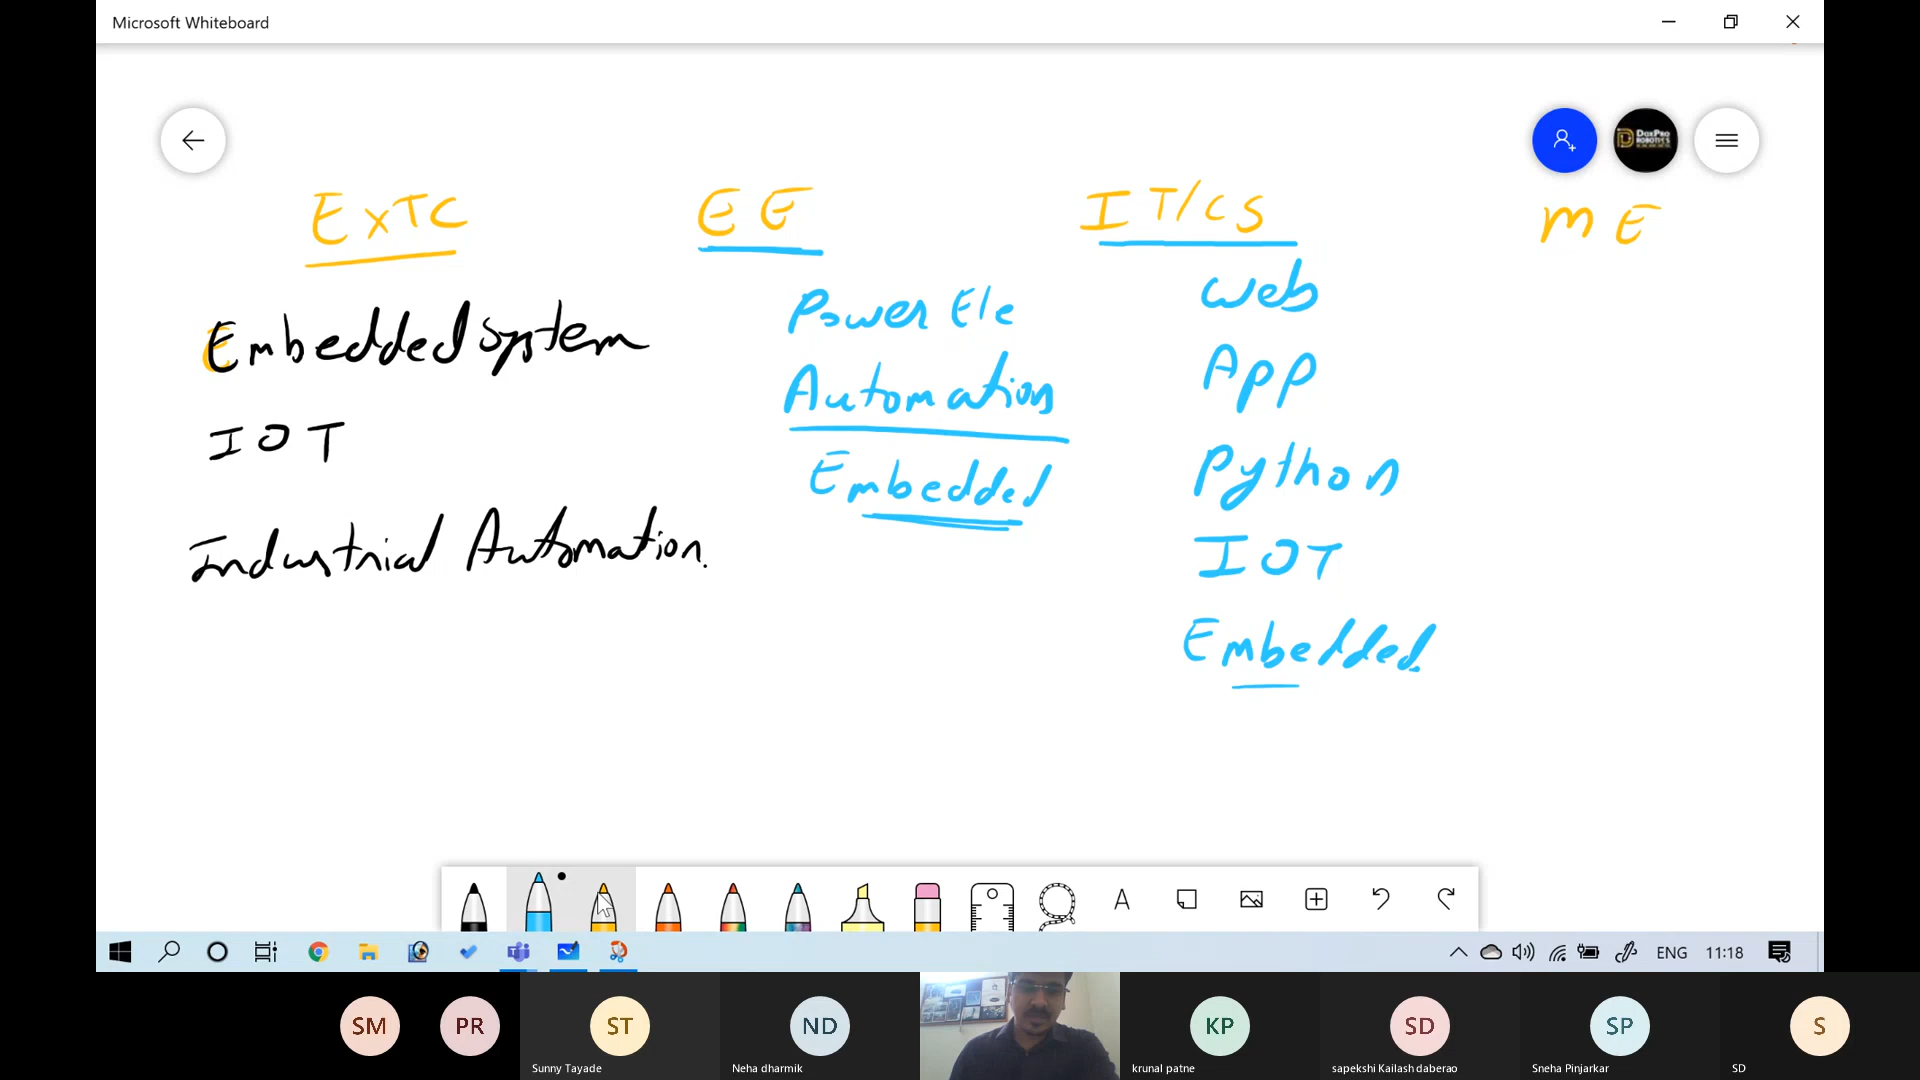 Microsoft Whiteboard
DOXPRO
ROBOTICS
EXTC
EE
IT/CS
ME
Embedded system
IOT
Industrial Automation.
Power Ele
Automation
Embedded
Web
App
Python
IOT
Embedded.
A
ENG
11:18
SM
PR
ST
ND
KP
SD
SP
S
Sunny Tayade
Neha dharmik
krunal patne
sapekshi Kailash daberao
Sneha Pinjarkar
SD